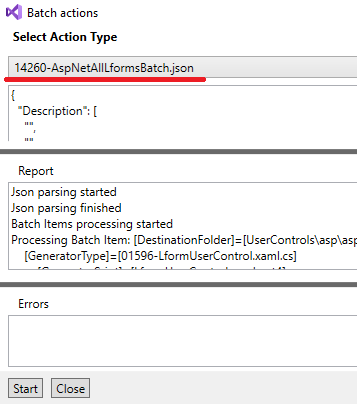 Batch actions
Select Action Type
14260-AspNetAllLformsBatch.json
{
"Description": [
"",
""
Report
Json parsing started
Json parsing finished
Batch Items processing started
Processing Batch Item: [DestinationFolder]=[UserControls\asp\asp
[GeneratorType]=[01596-LformUserControl.xaml.cs]
Errors
Start Close